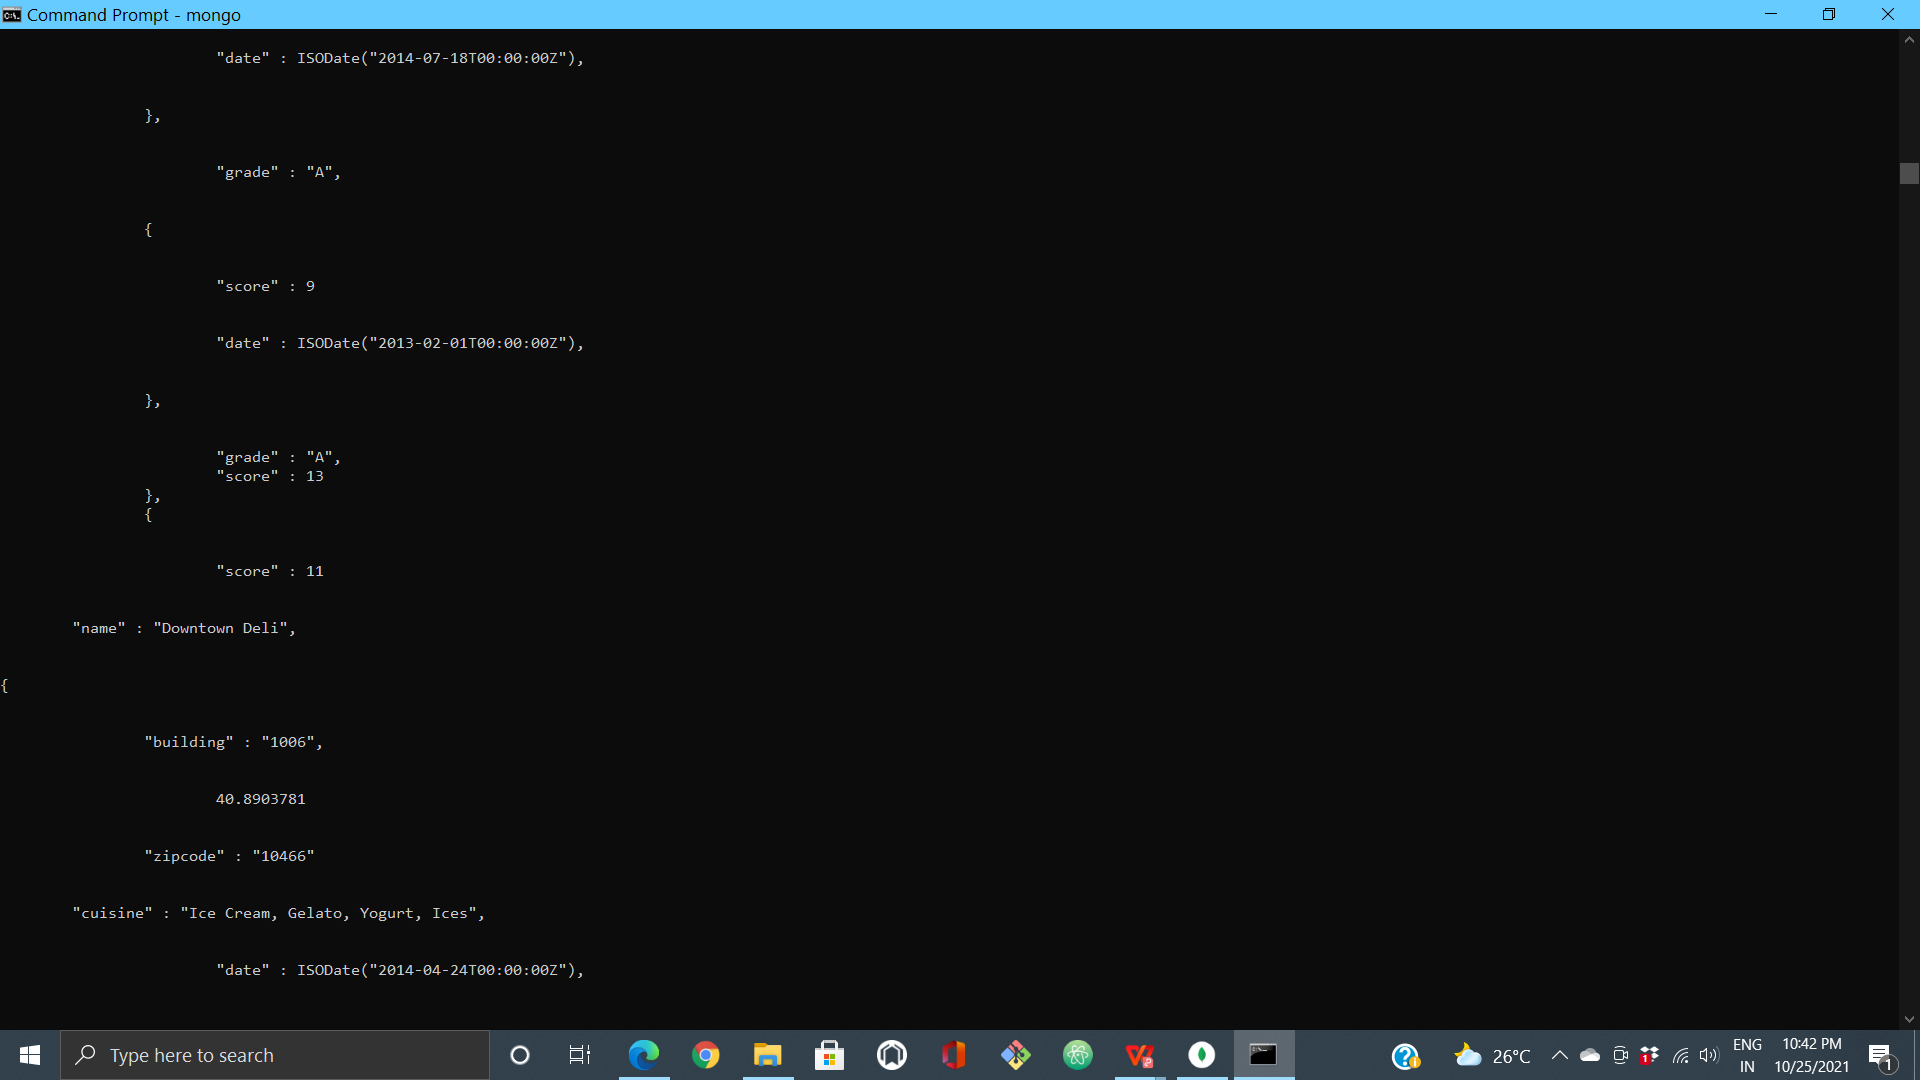 Command Prompt - mongo
"date" : ISODate("2014-07-18T00:00:00Z"),
},
"grade" : "A",
{
"score" : 9
"date" : ISODate("2013-02-01T00:00:00Z"),
},
"grade" : "A",
"score" : 13
},
{
"score" : 11
"name" : "Downtown Deli",
{
"building" : "1006",
40.8903781
"zipcode" : "10466"
"cuisine" : "Ice Cream, Gelato, Yogurt, Ices",
"date" : ISODate("2014-04-24T00:00:00Z"),
Type here to search
26°C
ENG
IN
10:42 PM
10/25/2021
1
1